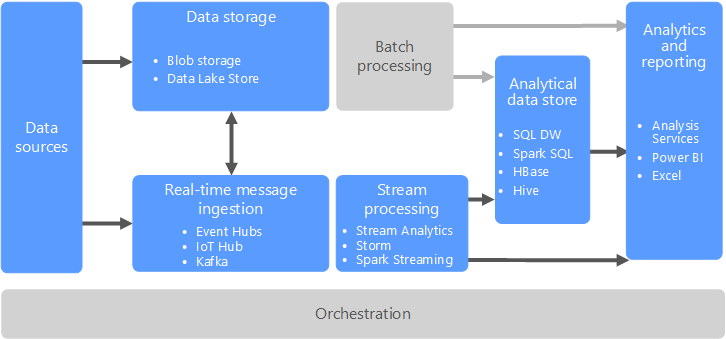 Data
sources
Data storage
• Blob storage
• Data Lake Store
Real-time message
ingestion
• Event Hubs
• IoT Hub
• Kafka
Batch
processing
Stream
processing
• Stream Analytics
• Storm
• Spark Streaming
Analytical
data store
• SQL DW
• Spark SQL
• HBase
• Hive
Analytics
and
reporting
• Analysis
Services
• Power BI
• Excel
Orchestration